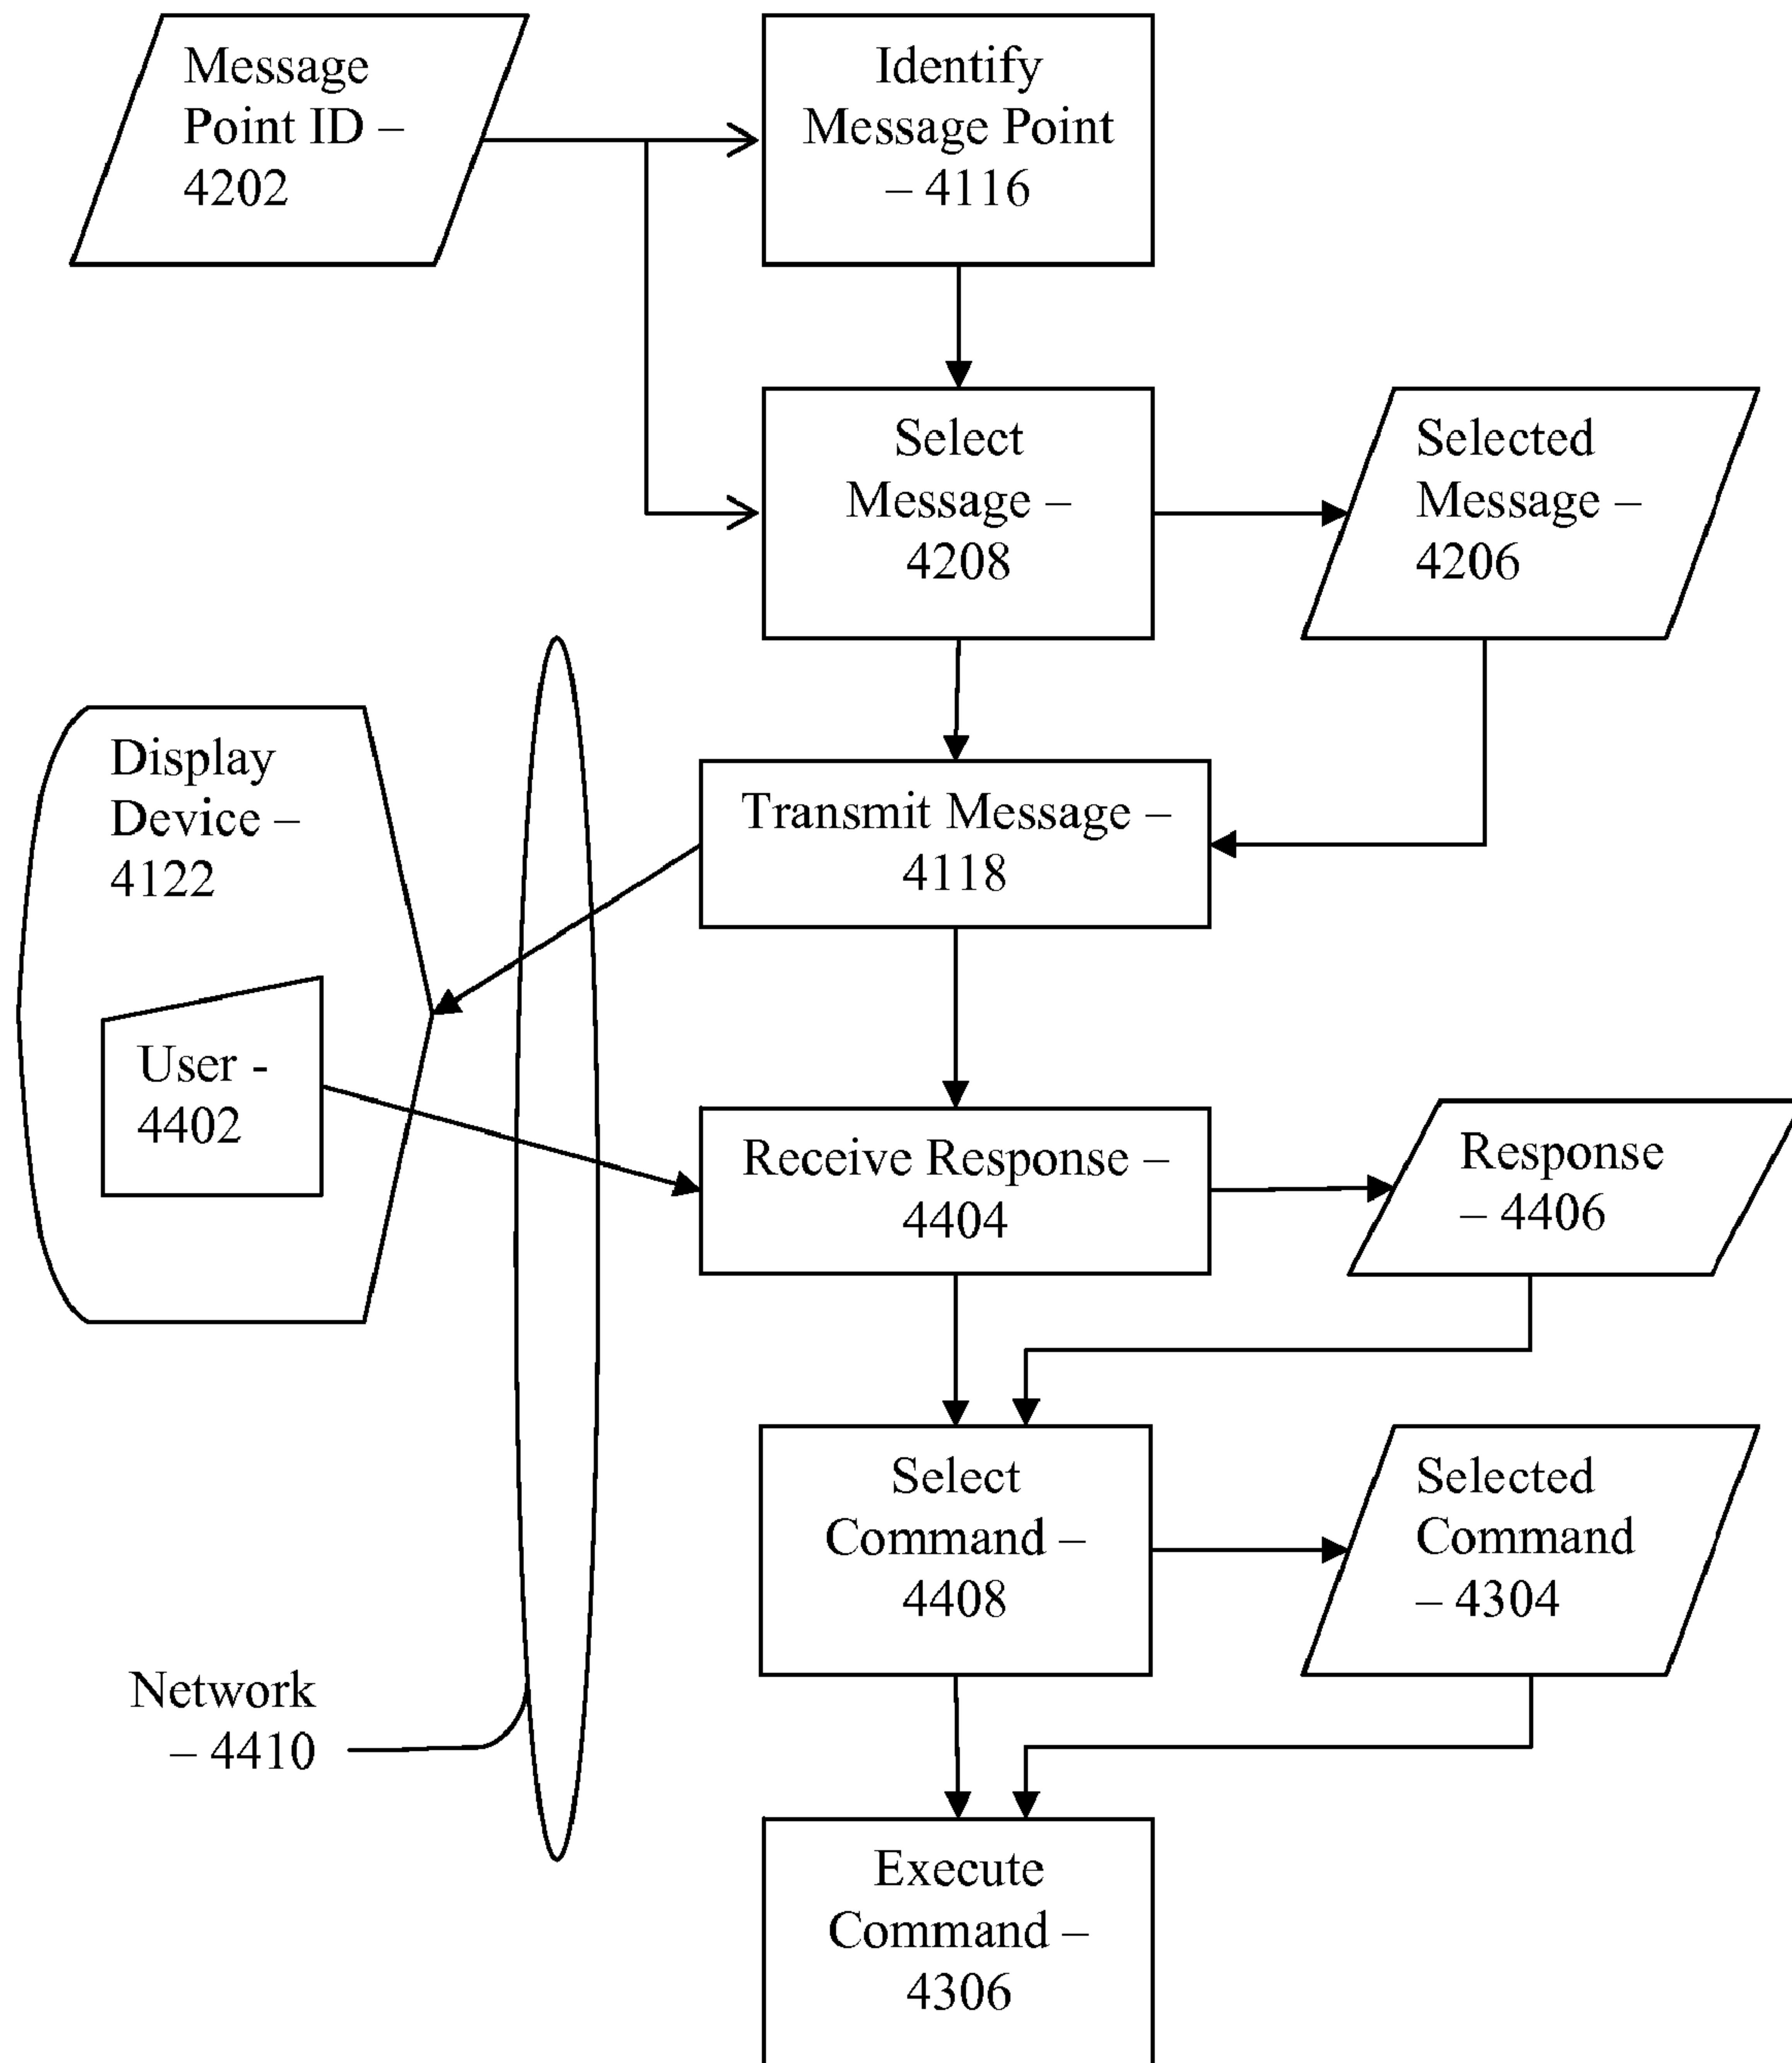 Message
Point ID –
4202
Identify
Message Point
– 4116
Select
Message –
4208
Selected
Message –
4206
Display
Device –
4122
Transmit Message –
4118
User -
4402
Receive Response –
4404
Response
– 4406
Select
Command –
4408
Selected
Command
– 4304
Network
– 4410
Execute
Command –
4306